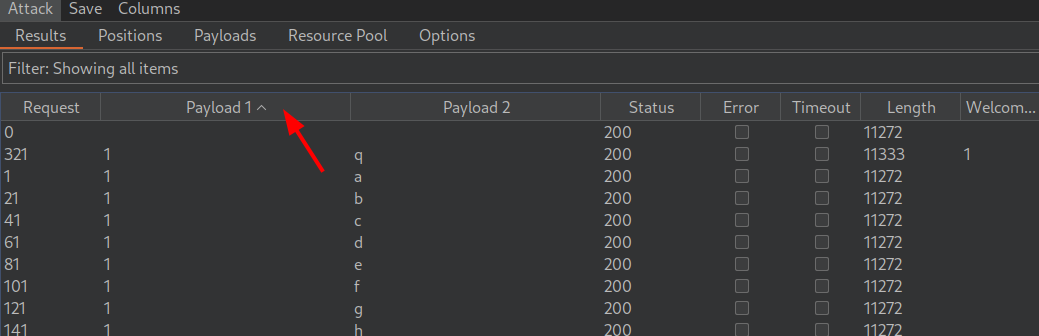 Attack Save Columns
Results Positions Payloads Resource Pool Options
Filter: Showing all items
Request Payload 1 Payload 2 Status Error Timeout Length Welcom...
0 200 11272
321 1 q 200 11333 1
1 1 a 200 11272
21 1 b 200 11272
41 1 c 200 11272
61 1 d 200 11272
81 1 e 200 11272
101 1 f 200 11272
121 1 g 200 11272
141 1 h 200 11272